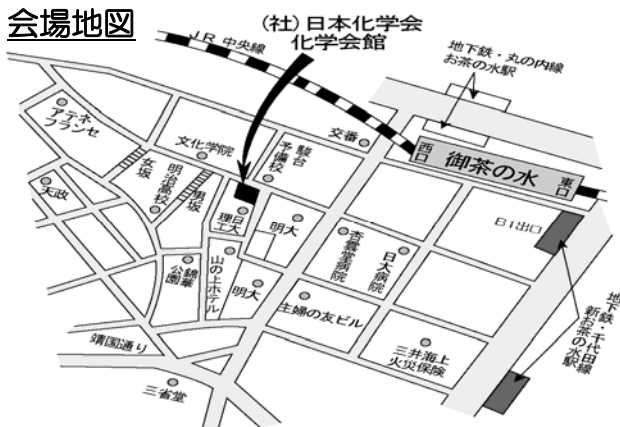 会場地図
(社)日本化学会
化学会館
JR 中央線
地下鉄・丸の内線
お茶の水駅
アテネ
フランセ
文化学院
交番
駿台
予備校
西口
御茶の水
東口
女坂
明治高校
男坂
天政
日大
理工
明大
杏雲堂病院
日大病院
B1出口
錦華
公園
山の上ホテル
明大
主婦の友ビル
地下鉄・千代田線
新お茶の水駅
靖国通り
三井海上
火災保険
三省堂